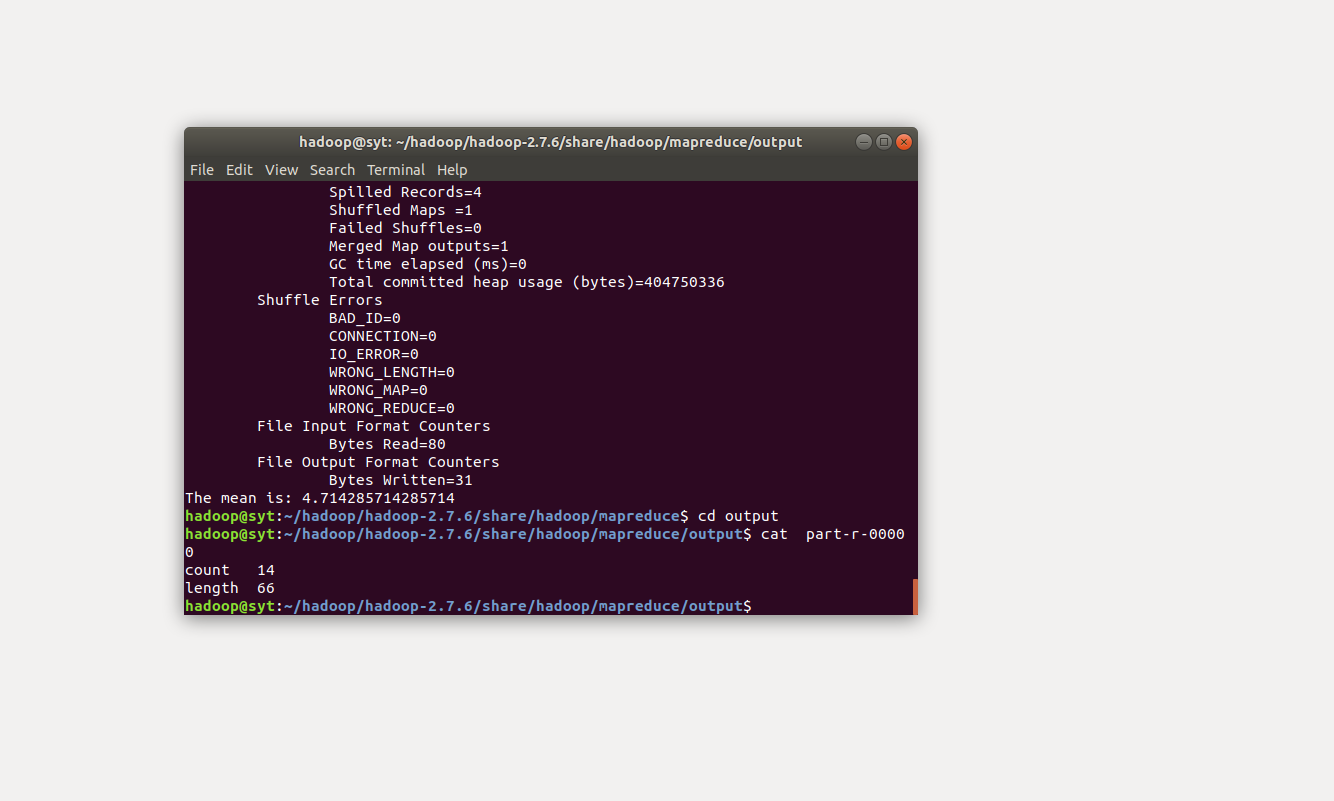 hadoop@syt: ~/hadoop/hadoop-2.7.6/share/hadoop/mapreduce/output
File Edit View Search Terminal Help
Spilled Records=4
Shuffled Maps =1
Failed Shuffles=0
Merged Map outputs=1
GC time elapsed (ms)=0
Total committed heap usage (bytes)=404750336
Shuffle Errors
BAD_ID=0
CONNECTION=0
IO_ERROR=0
WRONG_LENGTH=0
WRONG_MAP=0
WRONG_REDUCE=0
File Input Format Counters
Bytes Read=80
File Output Format Counters
Bytes Written=31
The mean is: 4.714285714285714
hadoop@syt:~/hadoop/hadoop-2.7.6/share/hadoop/mapreduce$ cd output
hadoop@syt:~/hadoop/hadoop-2.7.6/share/hadoop/mapreduce/output$ cat  part-r-0000
0
count   14
length  66
hadoop@syt:~/hadoop/hadoop-2.7.6/share/hadoop/mapreduce/output$